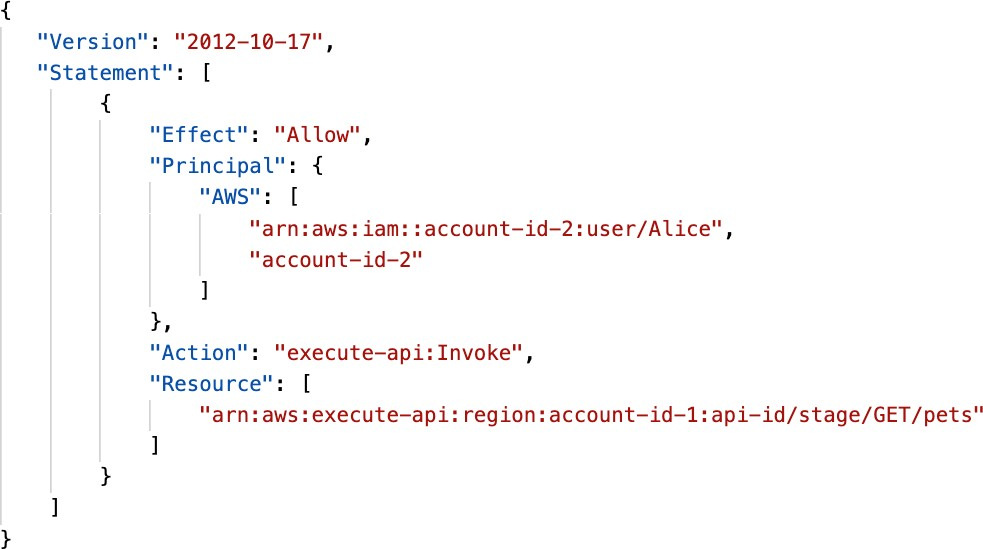 {
    "Version": "2012-10-17",
    "Statement": [
        {
            "Effect": "Allow",
            "Principal": {
                "AWS": [
                    "arn:aws:iam::account-id-2:user/Alice",
                    "account-id-2"
                ]
            },
            "Action": "execute-api:Invoke",
            "Resource": [
                "arn:aws:execute-api:region:account-id-1:api-id/stage/GET/pets"
            ]
        }
    ]
}